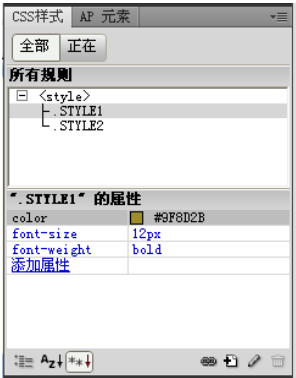 CSS样式 AP 元素
全部 正在
所有规则
<style>
.STYLE1
.STYLE2
".STYLE1" 的属性
color #9F8D2B
font-size 12px
font-weight bold
添加属性
Az↓ **↓